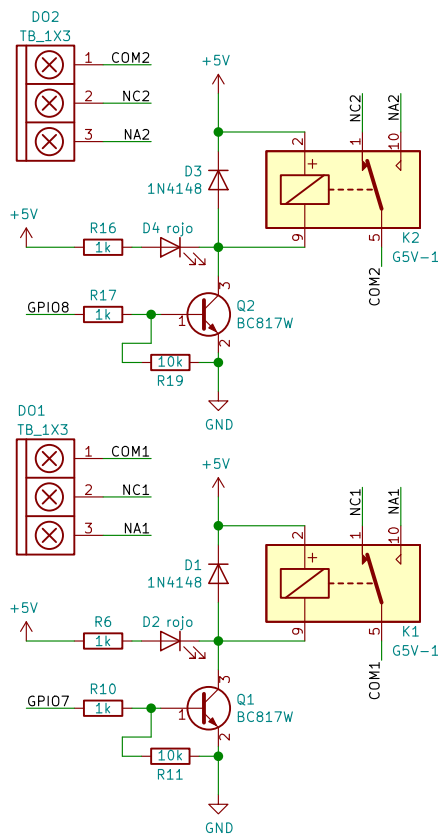 DO2
TB_1X3
1 COM2
2 NC2
3 NA2
+5V
D3
1N4148
NC2
NA2
2
1
10
+
9
5
K2
G5V-1
COM2
+5V
R16
1k
D4 rojo
GPIO8
R17
1k
1
3
Q2
BC817W
2
10k
R19
GND
DO1
TB_1X3
1 COM1
2 NC1
3 NA1
+5V
D1
1N4148
NC1
NA1
2
1
10
+
9
5
K1
G5V-1
COM1
+5V
R6
1k
D2 rojo
GPIO7
R10
1k
1
3
Q1
BC817W
2
10k
R11
GND